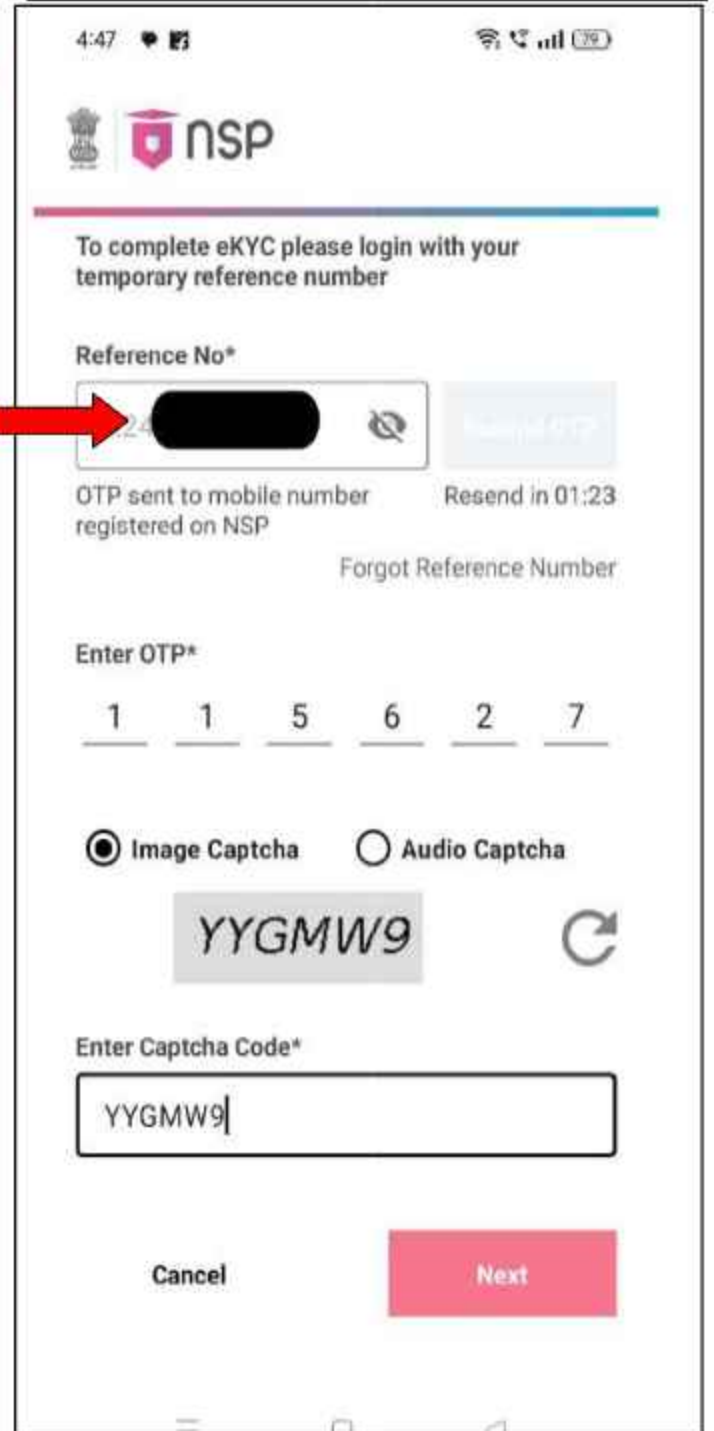 4:47 79
nsp
To complete eKYC please login with your
temporary reference number
Reference No*
24
OTP sent to mobile number Resend in 01:23
registered on NSP
Forgot Reference Number
Enter OTP*
1 1 5 6 2 7
Image Captcha Audio Captcha
YYGMW9
Enter Captcha Code*
YYGMW9
Cancel Next